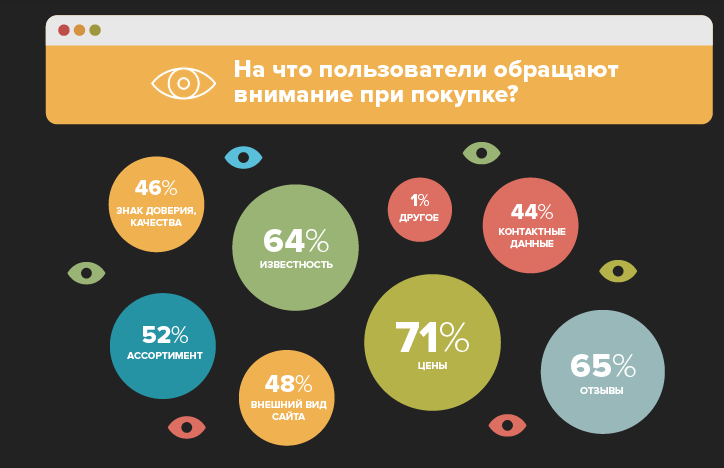 На что пользователи обращают
внимание при покупке?
46%
ЗНАК ДОВЕРИЯ,
КАЧЕСТВА
64%
ИЗВЕСТНОСТЬ
1%
ДРУГОЕ
44%
КОНТАКТНЫЕ
ДАННЫЕ
52%
АССОРТИМЕНТ
48%
ВНЕШНИЙ ВИД
САЙТА
71%
ЦЕНЫ
65%
ОТЗЫВЫ